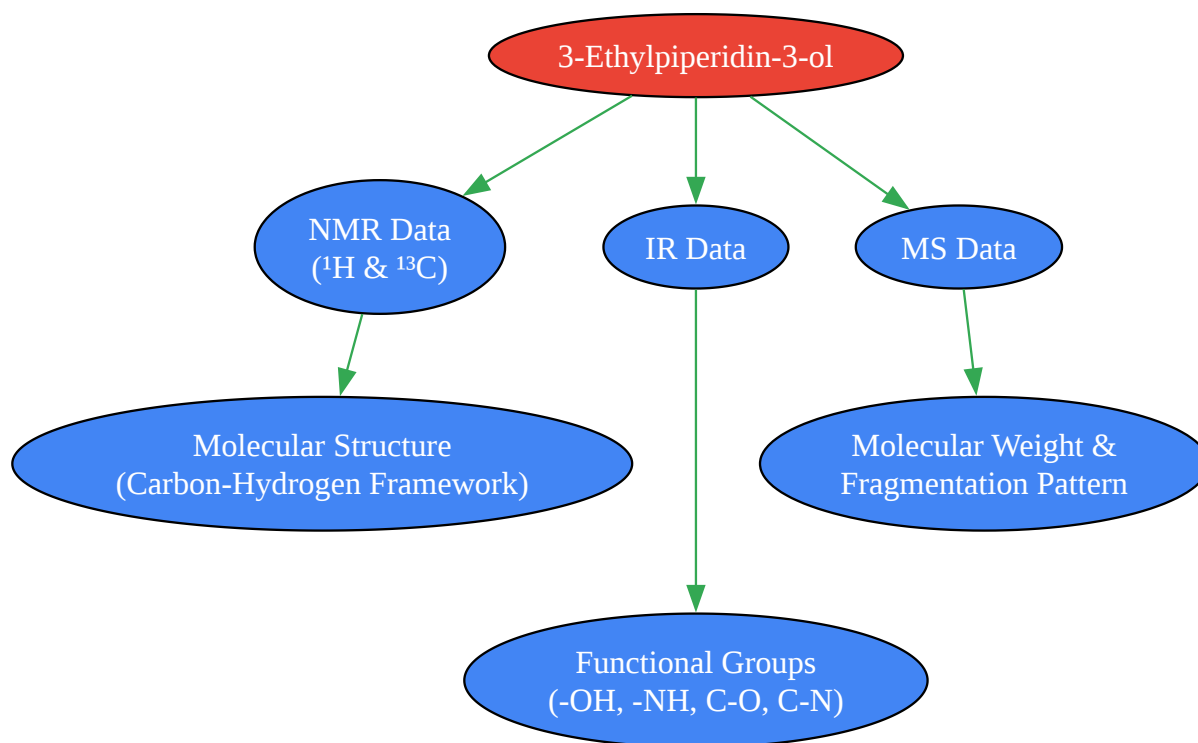 3-Ethylpiperidin-3-ol
NMR Data
(¹H & ¹³C)
IR Data
MS Data
Molecular Structure
(Carbon-Hydrogen Framework)
Molecular Weight &
Fragmentation Pattern
Functional Groups
(-OH, -NH, C-O, C-N)